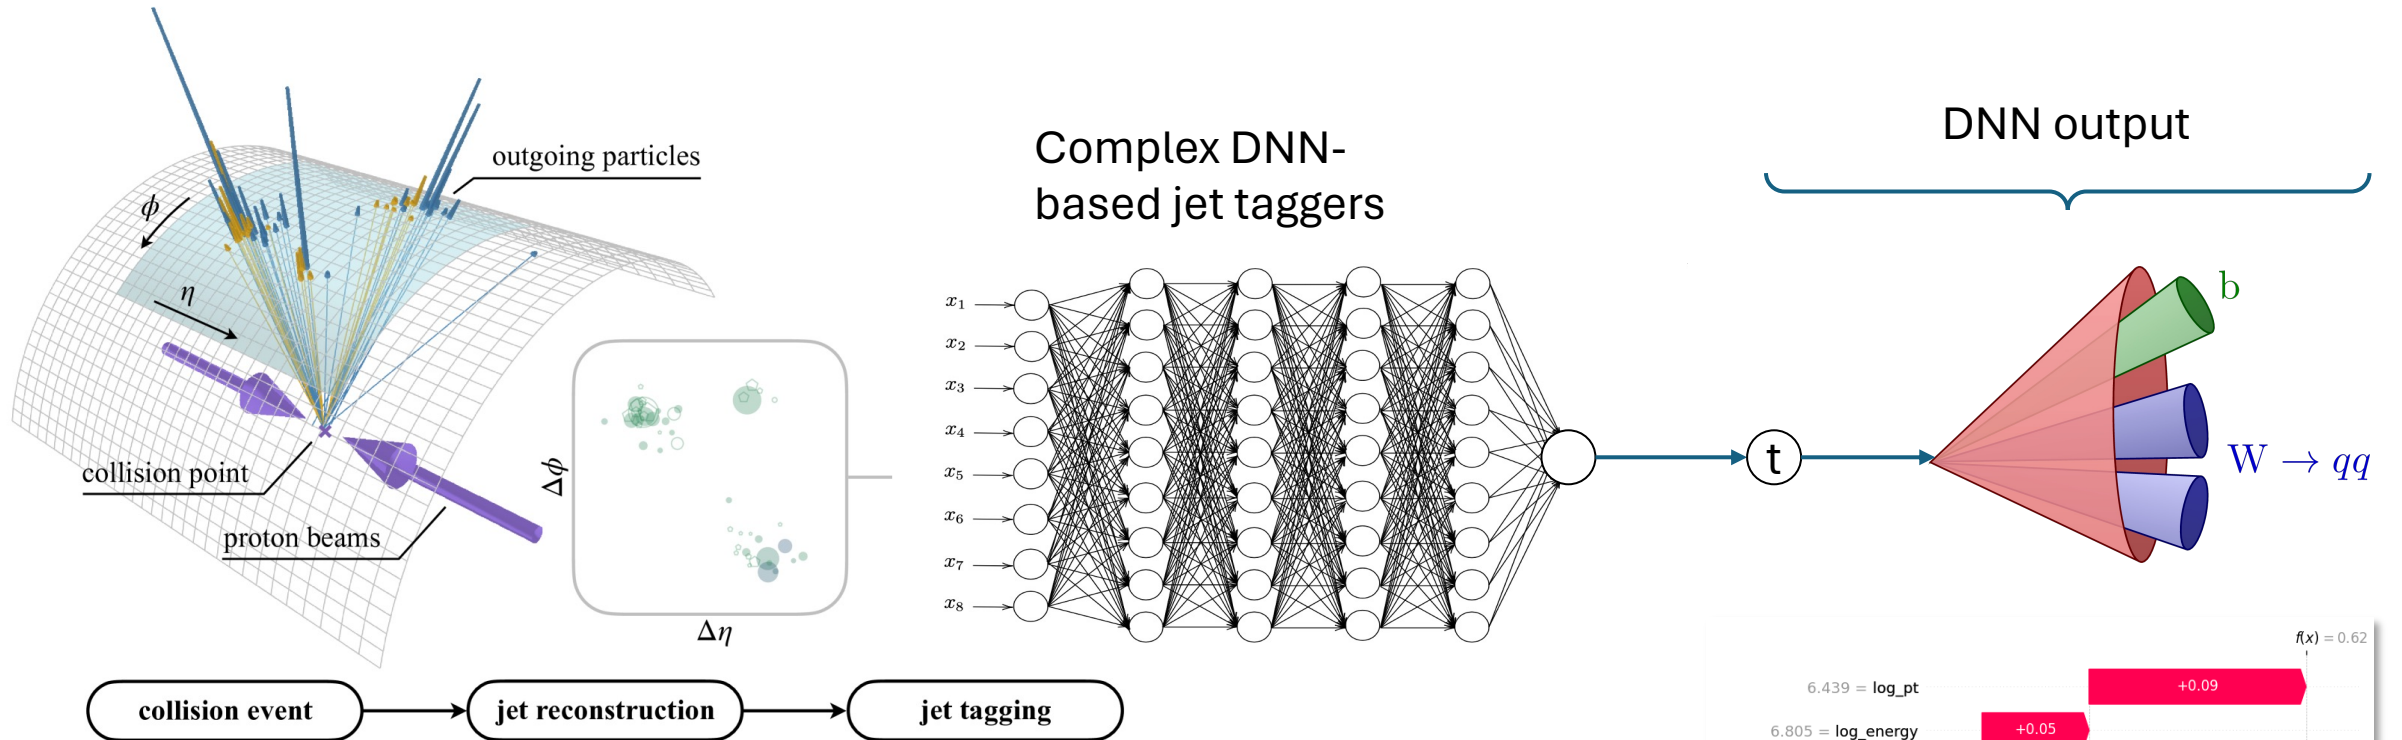 outgoing particles
ϕ
η
collision point
proton beams
Δϕ
Δη
collision event
jet reconstruction
jet tagging
Complex DNN-
based jet taggers
x₁
x₂
x₃
x₄
x₅
x₆
x₇
x₈
t
DNN output
b
W → qq
f(x) = 0.62
6.439 = log_pt
+0.09
6.805 = log_energy
+0.05